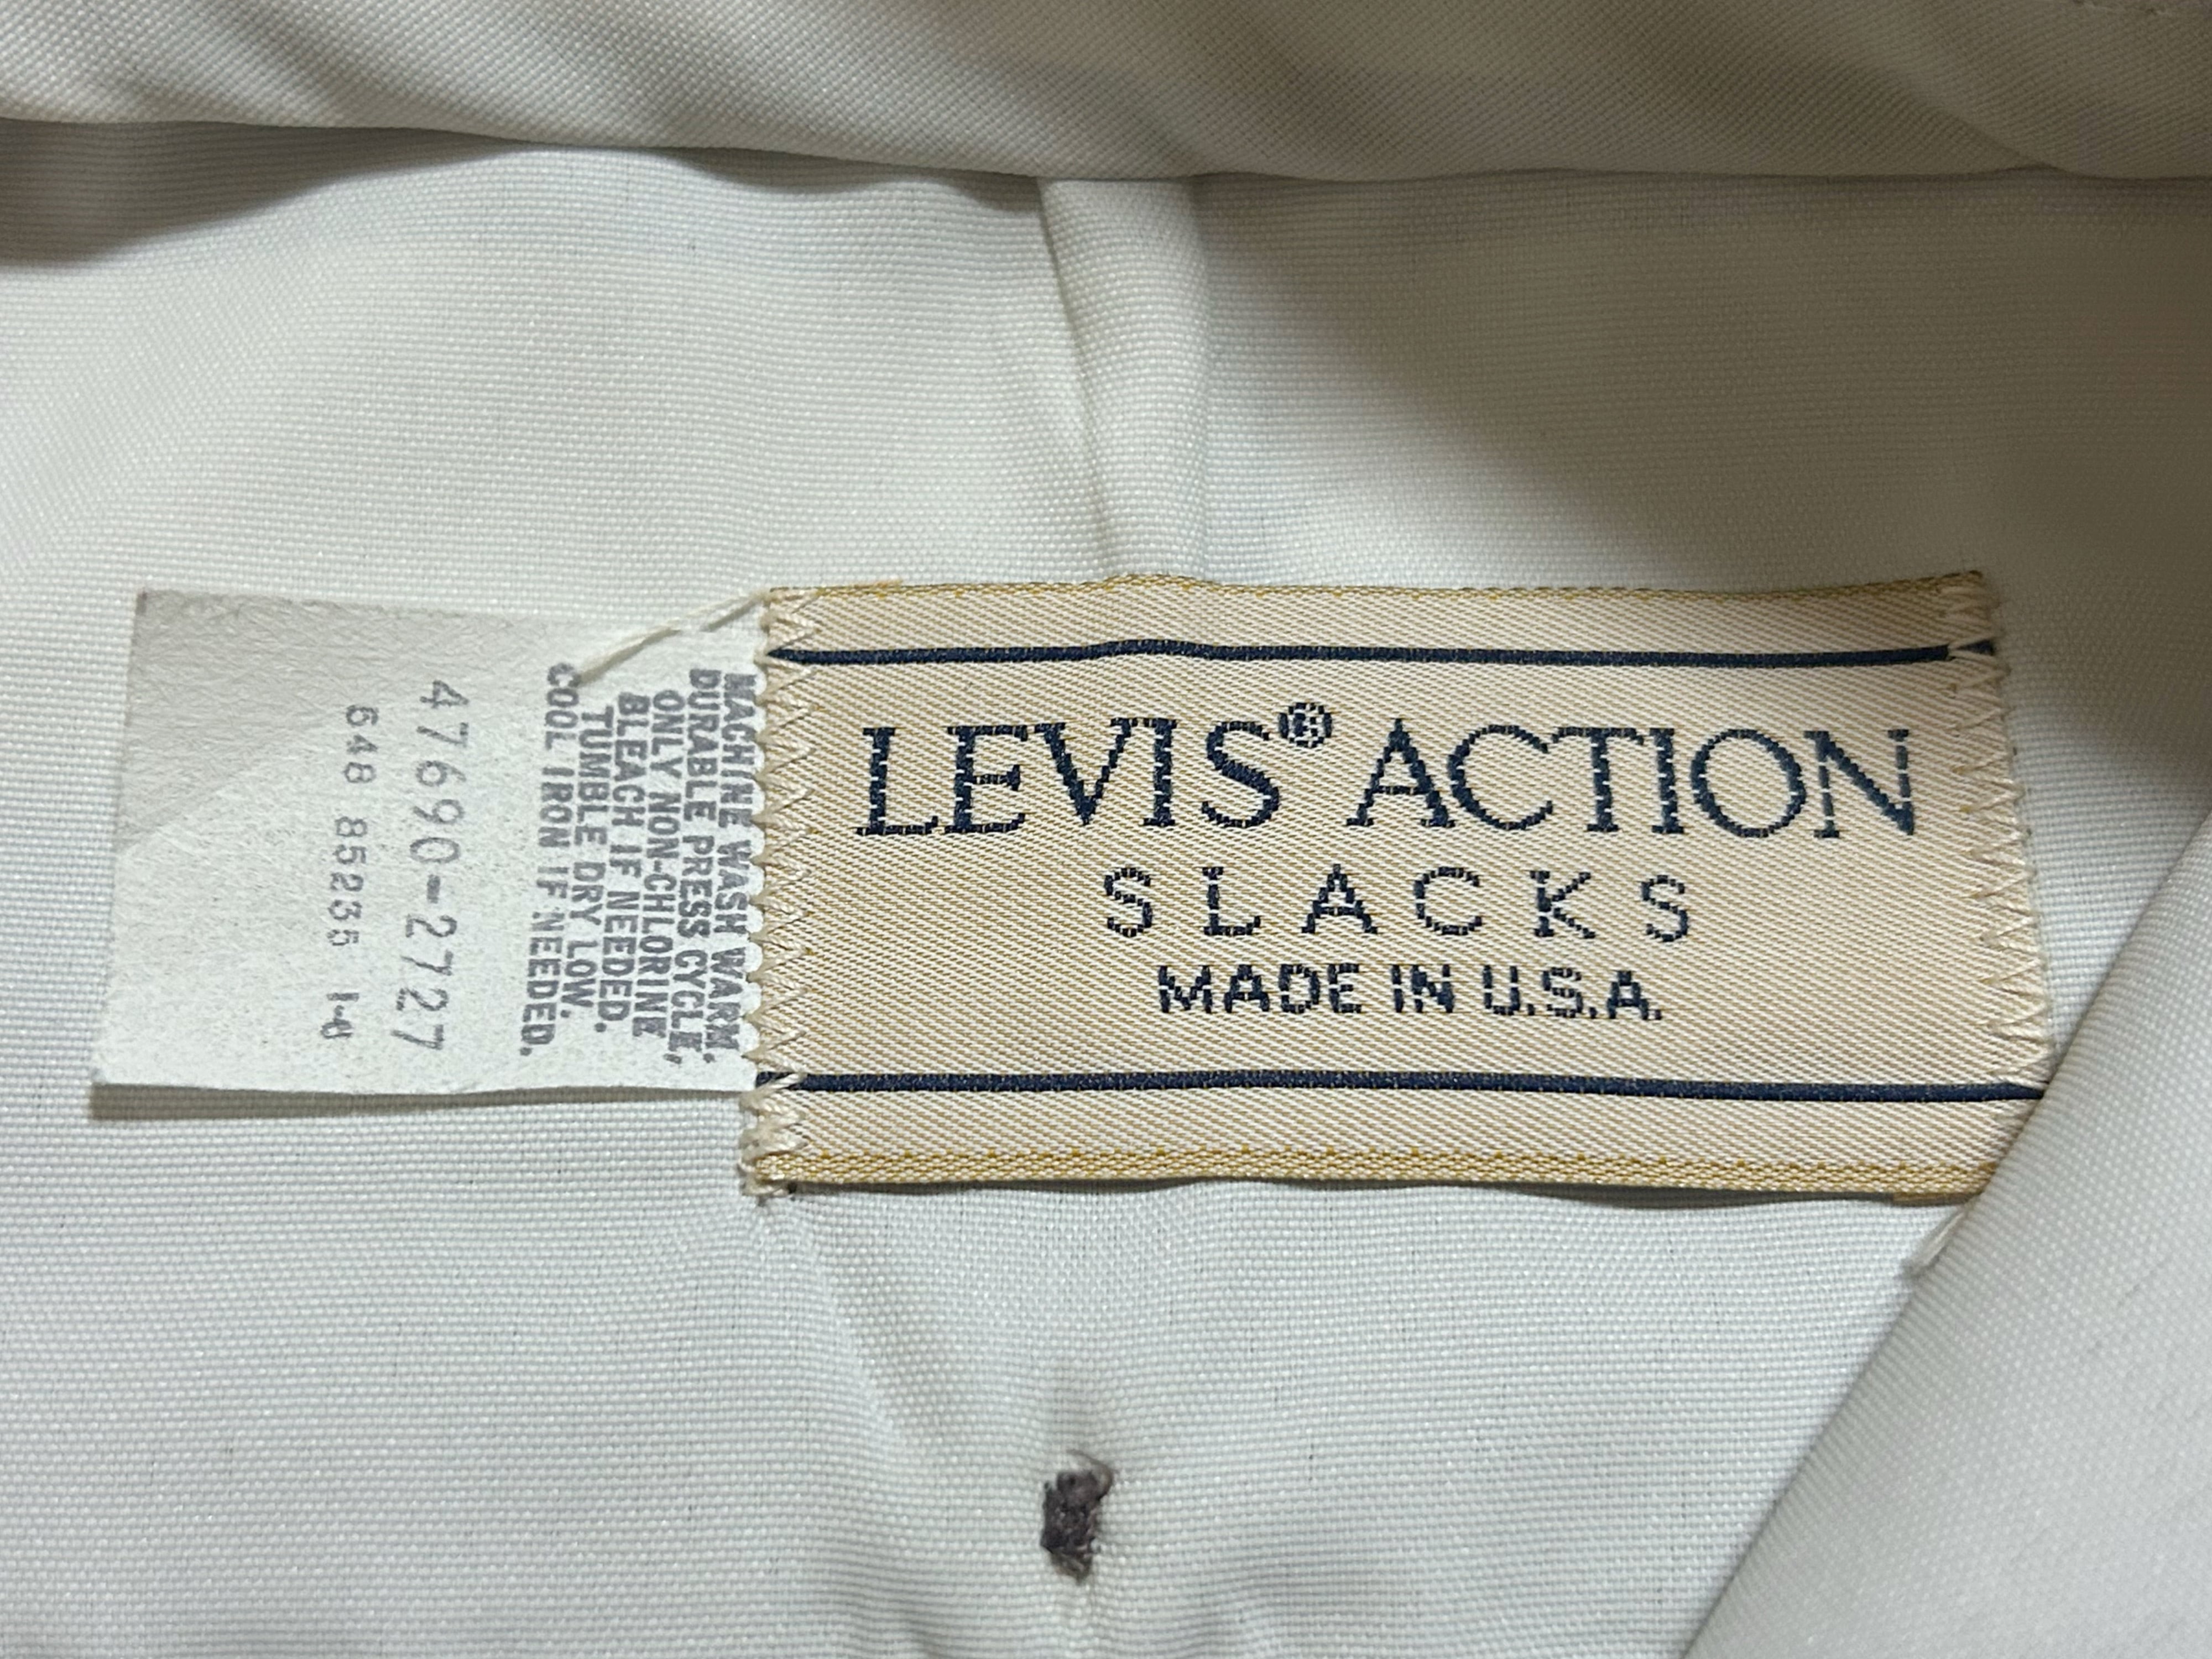 MACHINE WASH WARM.
DURABLE PRESS CYCLE,
ONLY NON-CHLORINE
BLEACH IF NEEDED.
TUMBLE DRY LOW.
COOL IRON IF NEEDED.
47690-2727
648 85235
LEVIS® ACTION
SLACKS
MADE IN U.S.A.